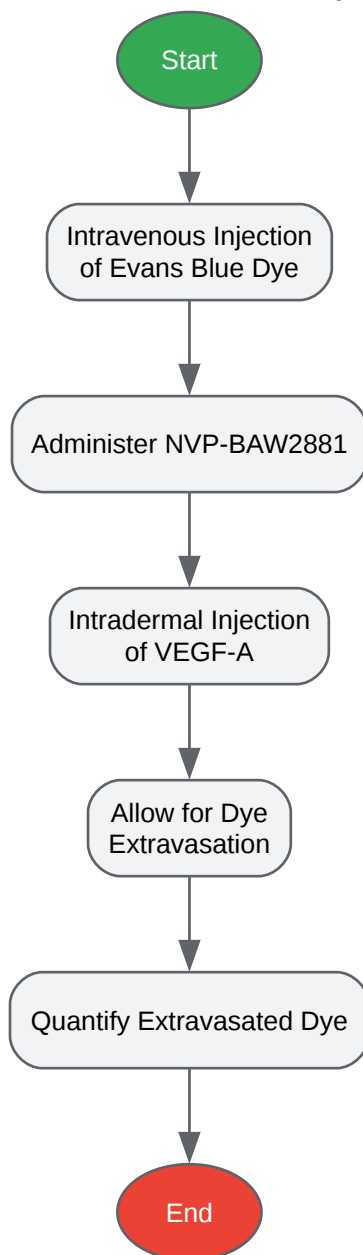 Start
Intravenous Injection
of Evans Blue Dye
Administer NVP-BAW2881
Intradermal Injection
of VEGF-A
Allow for Dye
Extravasation
Quantify Extravasated Dye
End